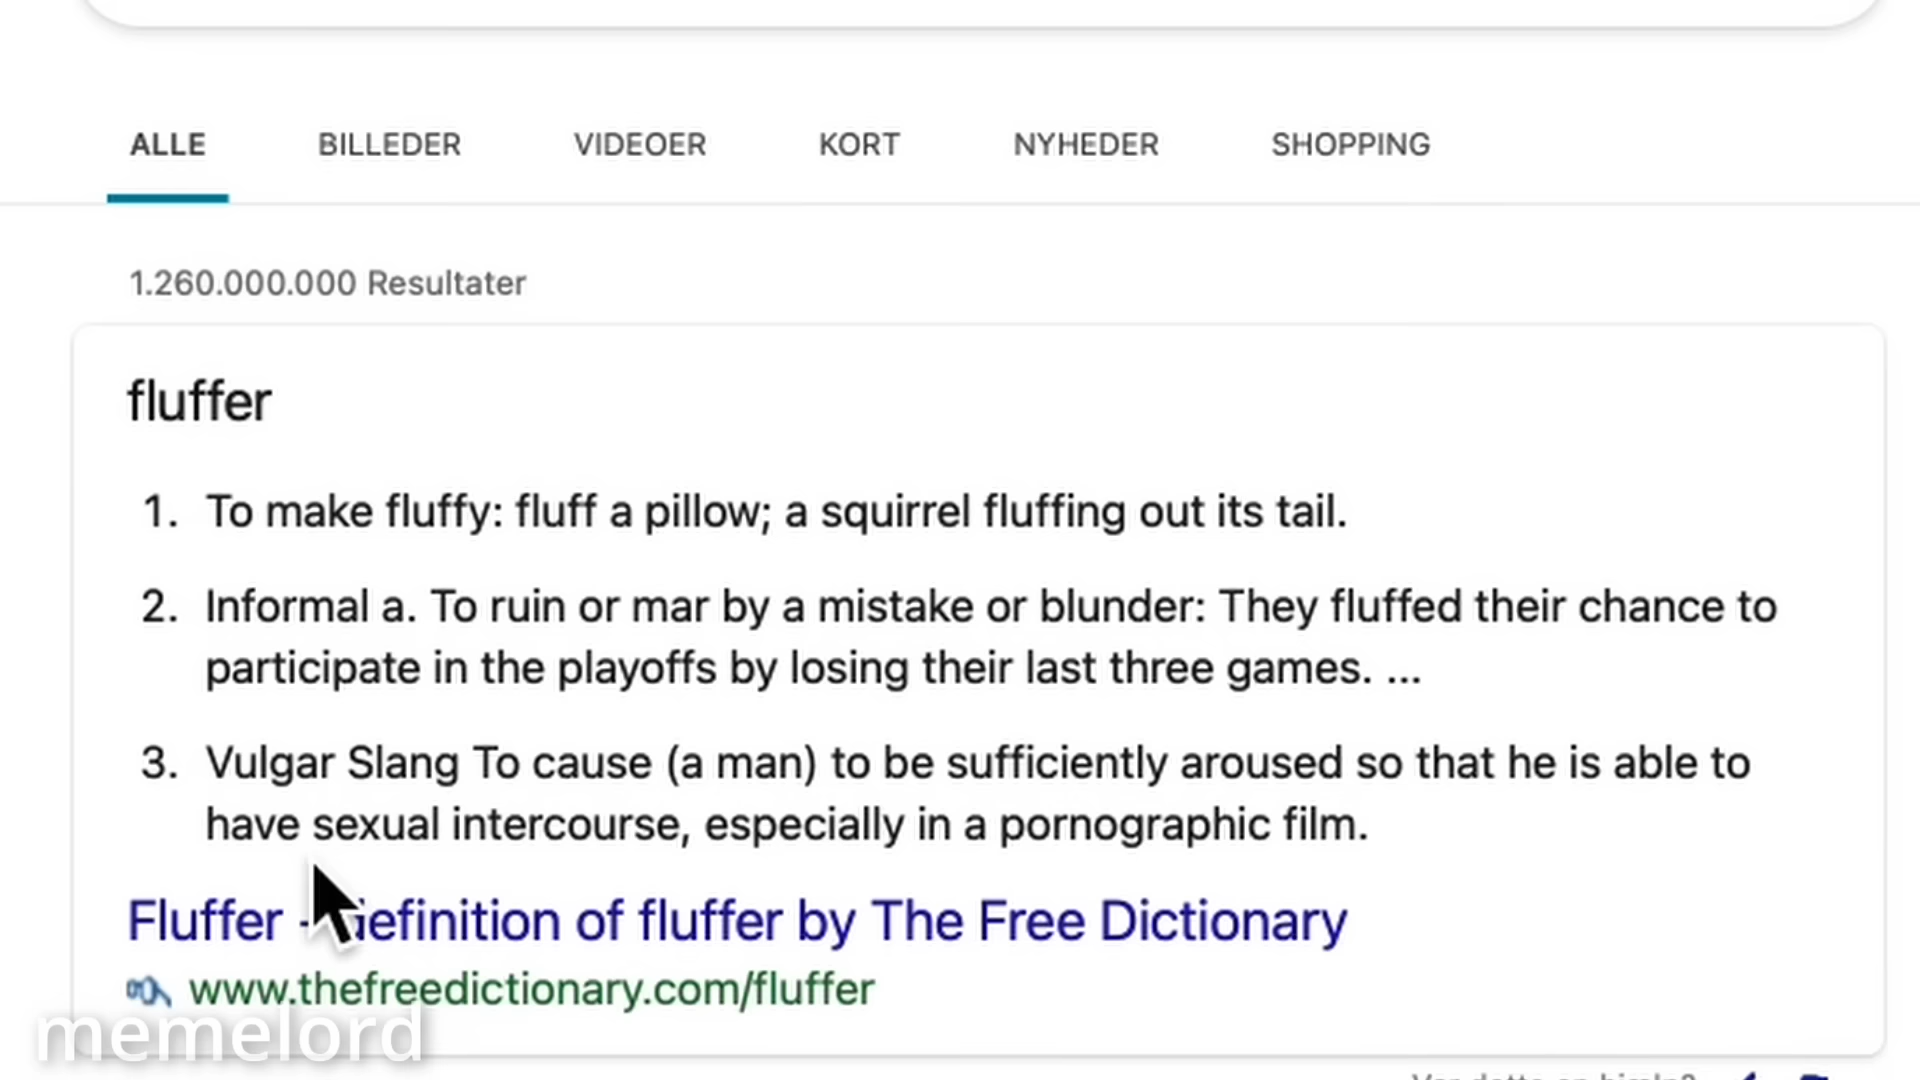 ALLE BILLEDER VIDEOER KORT NYHEDER SHOPPING
1.260.000.000 Resultater
fluffer
1. To make fluffy: fluff a pillow; a squirrel fluffing out its tail.
2. Informal a. To ruin or mar by a mistake or blunder: They fluffed their chance to
participate in the playoffs by losing their last three games. ...
3. Vulgar Slang To cause (a man) to be sufficiently aroused so that he is able to
have sexual intercourse, especially in a pornographic film.
Fluffer - definition of fluffer by The Free Dictionary
www.thefreedictionary.com/fluffer
memelord